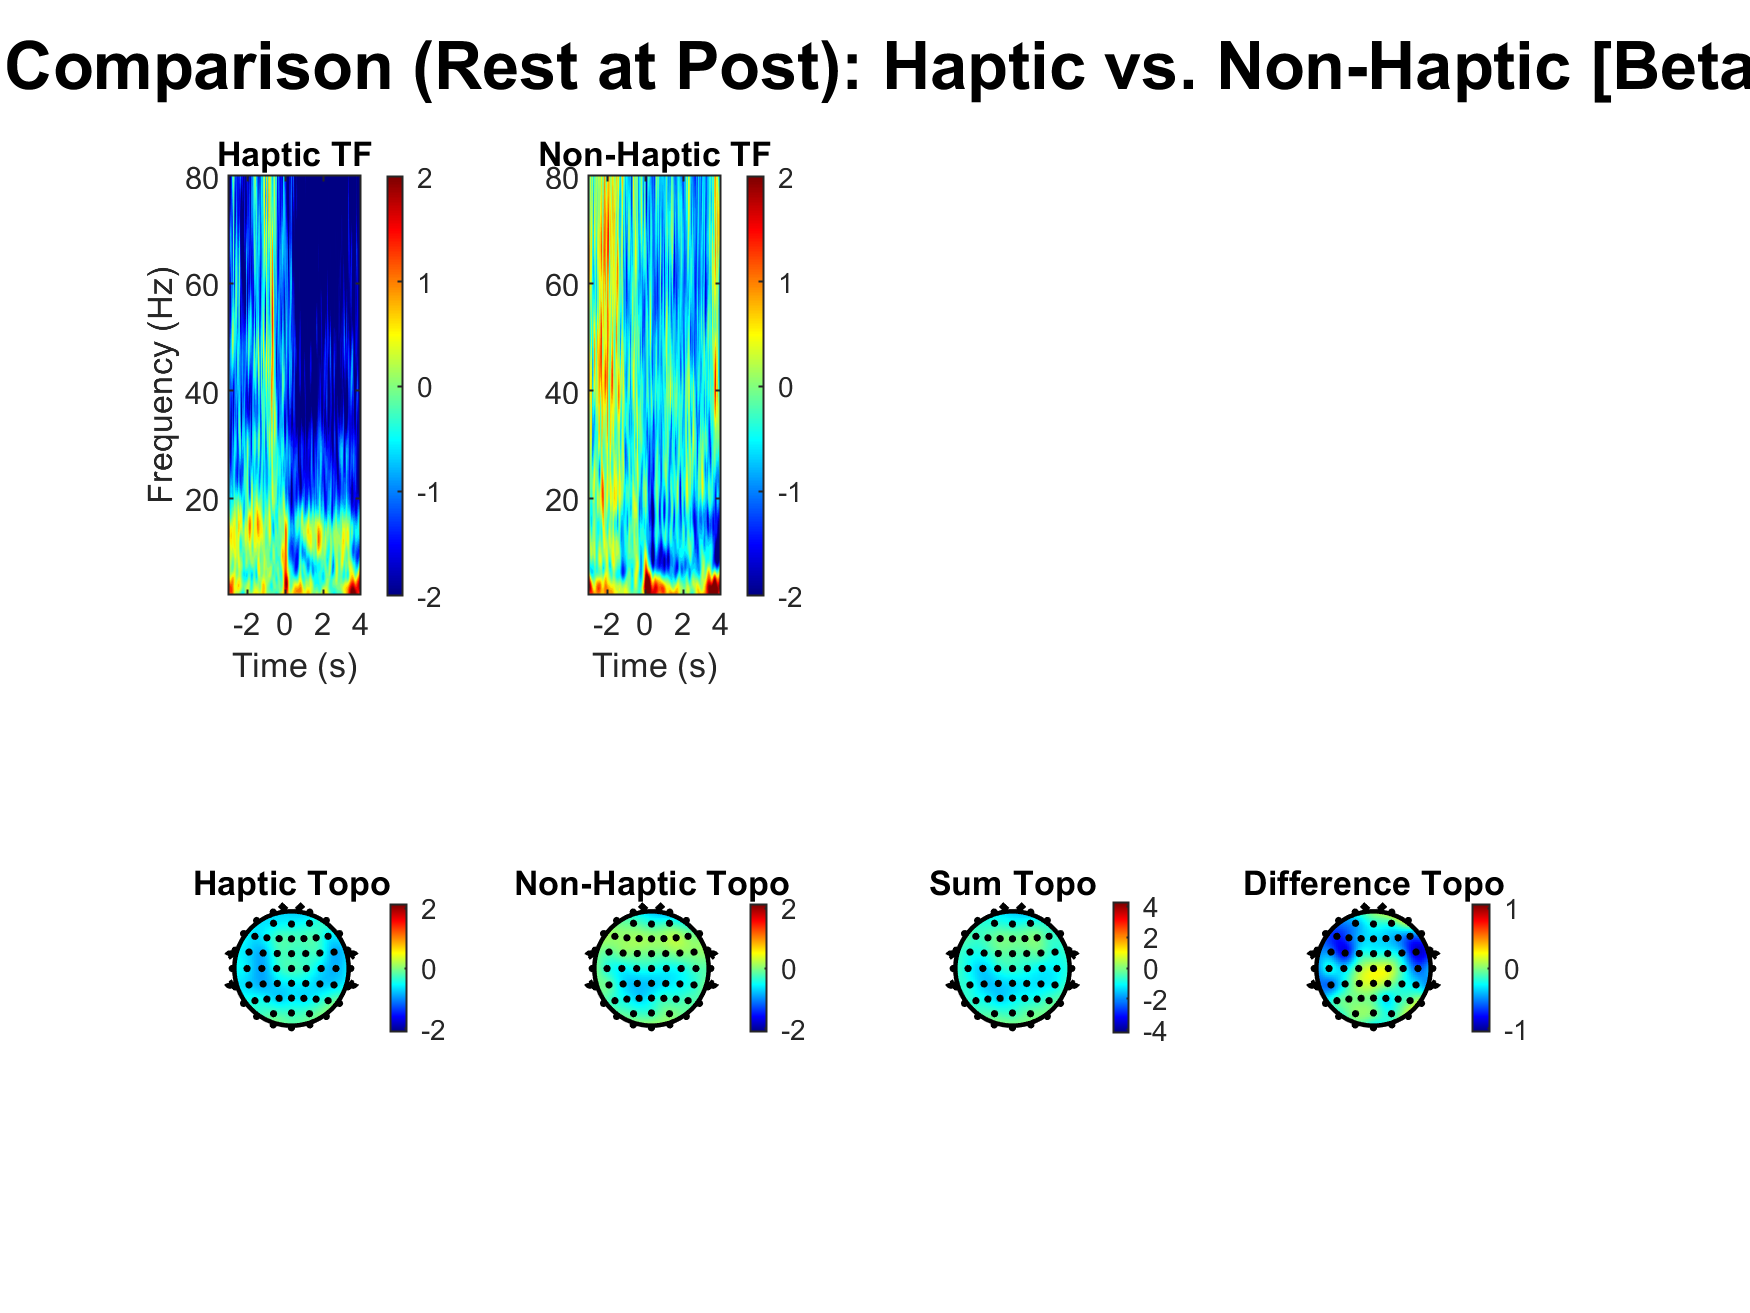 Comparison (Rest at Post): Haptic vs. Non-Haptic [Beta
Haptic TF
Non-Haptic TF
Frequency (Hz)
80
60
40
20
-2 0 2 4
Time (s)
2
1
0
-1
-2
80
60
40
20
-2 0 2 4
Time (s)
2
1
0
-1
-2
Haptic Topo
2
0
-2
Non-Haptic Topo
2
0
-2
Sum Topo
4
2
0
-2
-4
Difference Topo
1
0
-1